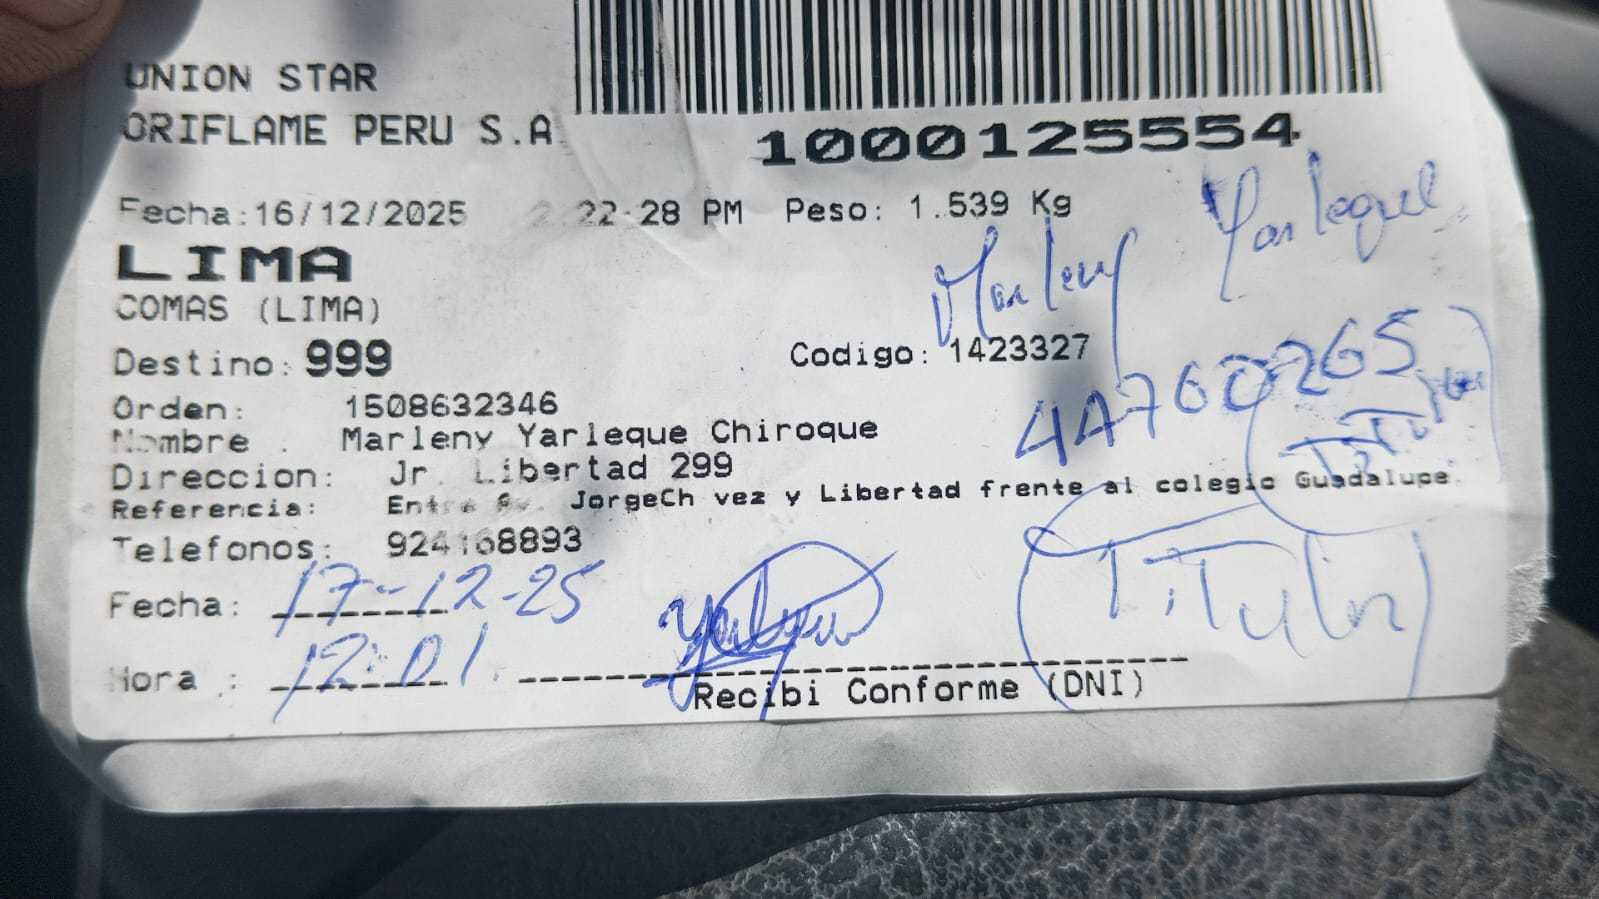 UNION STAR
ORIFLAME PERU S.A
1000125554
Fecha:16/12/2025 22:28 PM Peso: 1.539 Kg
Marleny Yarleque
LIMA
COMAS (LIMA)
Destino: 999 Codigo: 1423327
44760265
Orden: 1508632346
Nombre : Marleny Yarleque Chiroque
Titular
Direccion: Jr. Libertad 299
Referencia: Entre Av. JorgeCh vez y Libertad frente al colegio Guadalupe.
Telefonos: 924168893
Titular
Fecha: 17-12-25
Hora : 12:01
Recibi Conforme (DNI)